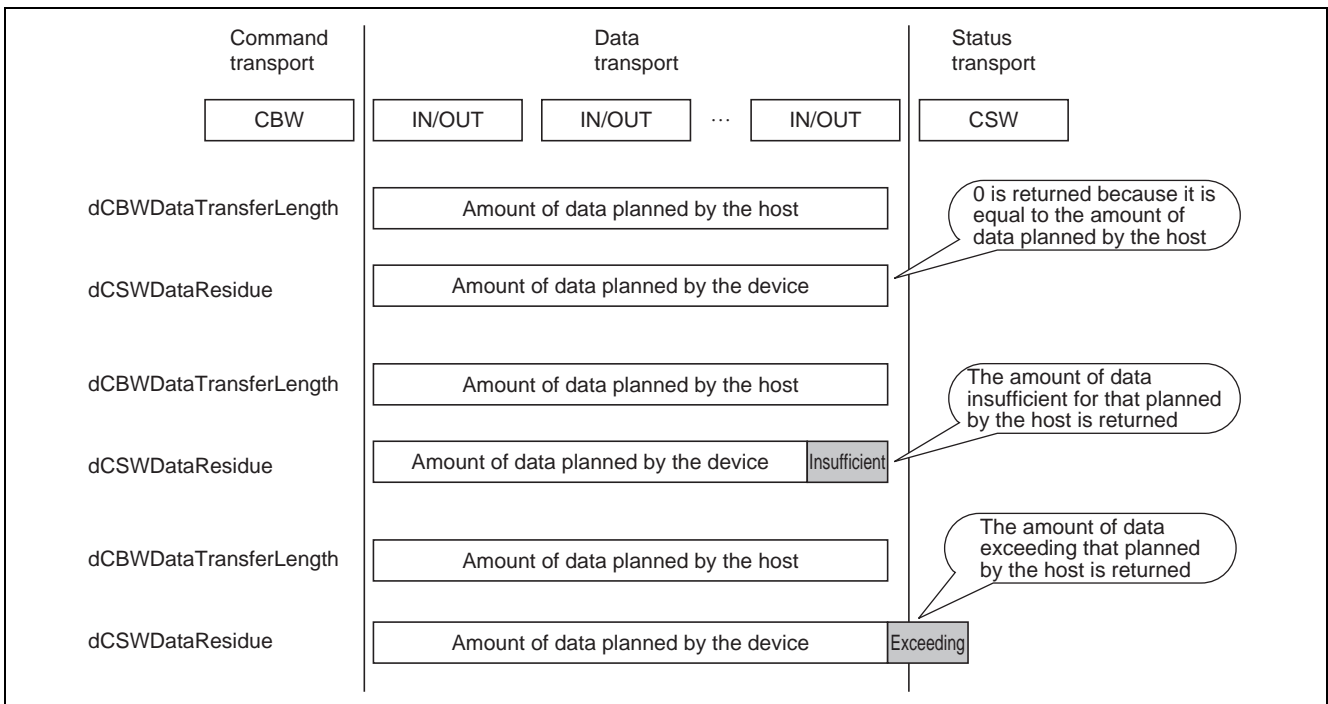 Command
transport
Data
transport
Status
transport
CBW
IN/OUT
IN/OUT
...
IN/OUT
CSW
dCBWDataTransferLength
Amount of data planned by the host
0 is returned because it is
equal to the amount of
data planned by the host
dCSWDataResidue
Amount of data planned by the device
dCBWDataTransferLength
Amount of data planned by the host
The amount of data
insufficient for that planned
by the host is returned
dCSWDataResidue
Amount of data planned by the device
Insufficient
dCBWDataTransferLength
Amount of data planned by the host
The amount of data
exceeding that planned
by the host is returned
dCSWDataResidue
Amount of data planned by the device
Exceeding